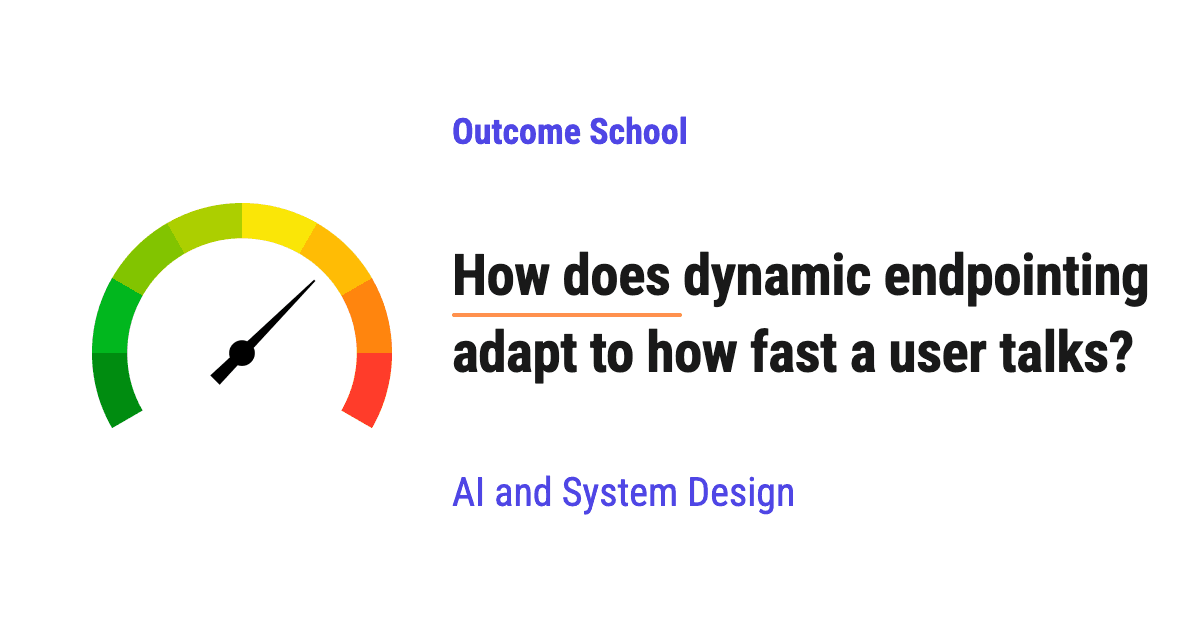 Outcome School
How does dynamic endpointing
adapt to how fast a user talks?
AI and System Design